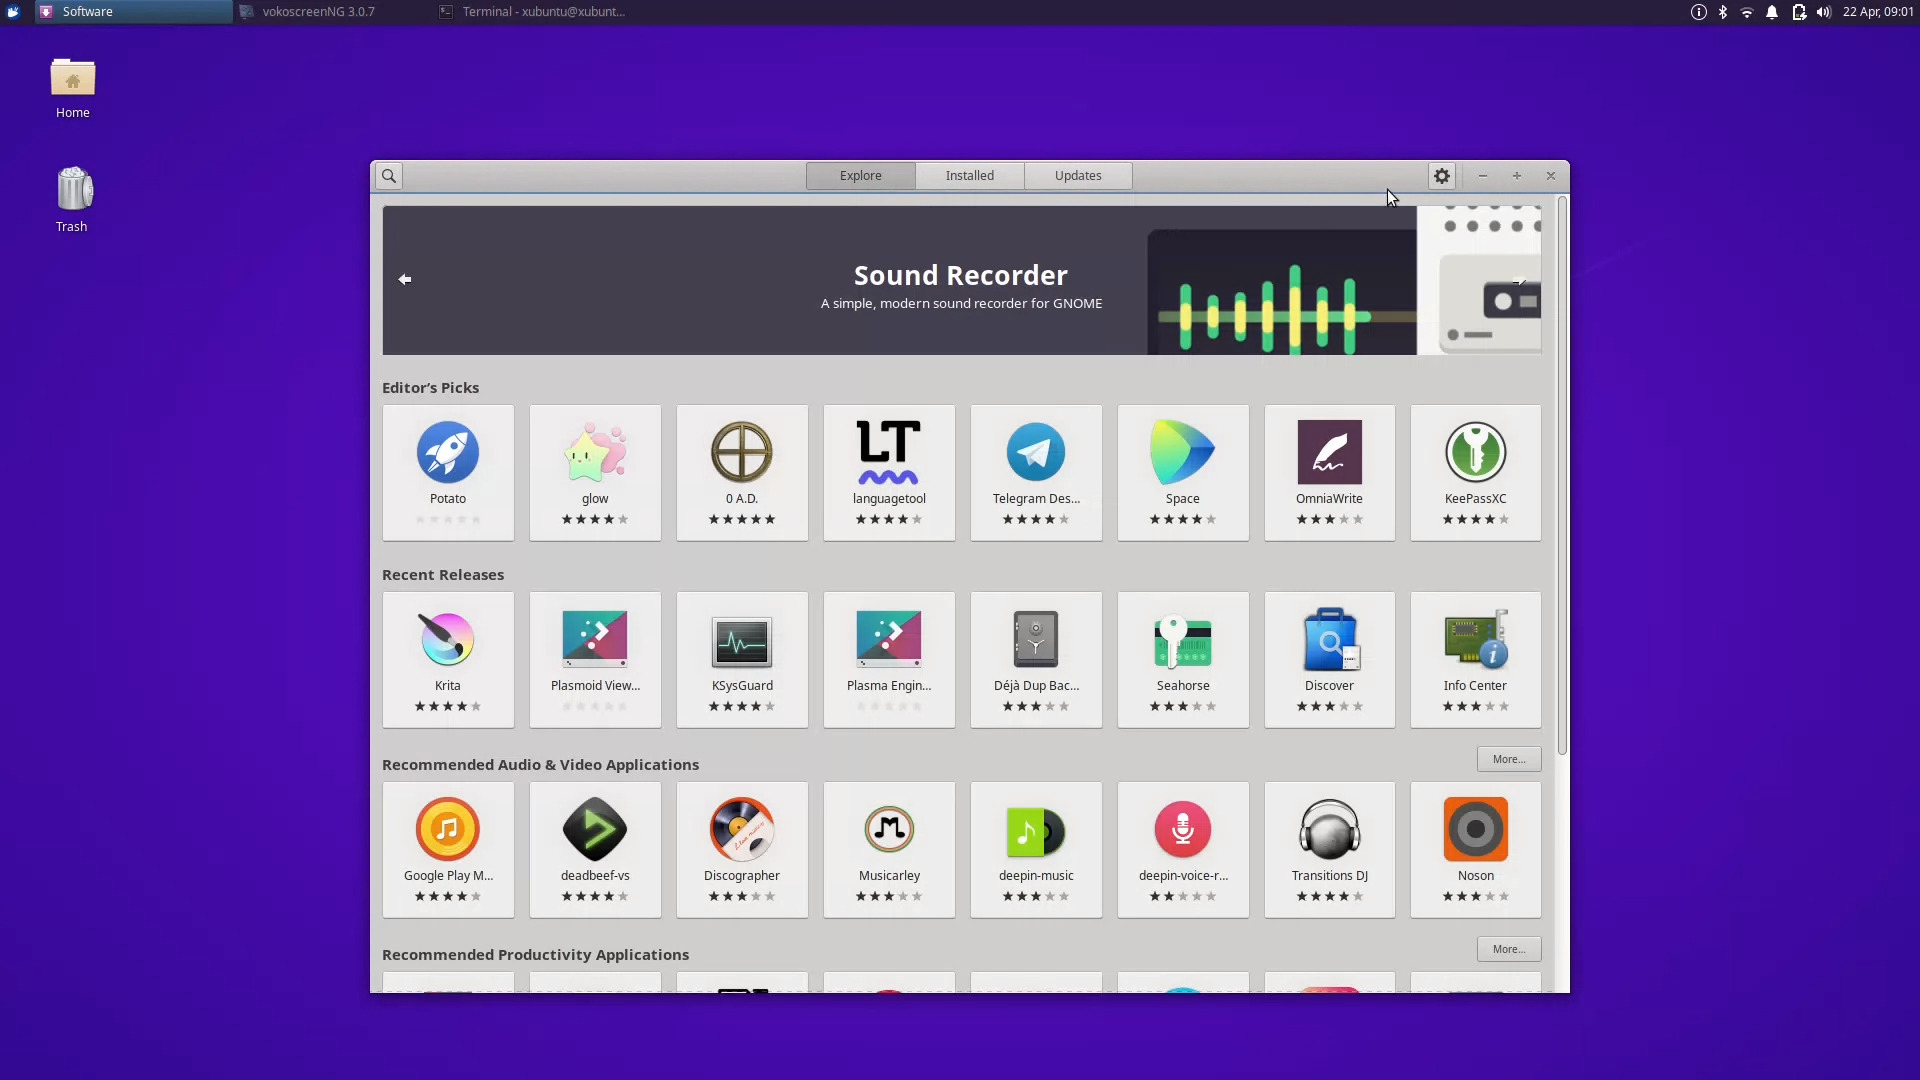 Software
vokoscreenNG 3.0.7
Terminal - xubuntu@xubunt...
22 Apr, 09:01
Home
Trash
Explore
Installed
Updates
Sound Recorder
A simple, modern sound recorder for GNOME
Editor’s Picks
Potato
glow
0 A.D.
LT
languagetool
Telegram Des...
Space
OmniaWrite
KeePassXC
Recent Releases
Krita
Plasmoid View...
KSysGuard
Plasma Engin...
Déjà Dup Bac...
Seahorse
Discover
Info Center
Recommended Audio & Video Applications
More...
Google Play M...
deadbeef-vs
Discographer
Musicarley
deepin-music
deepin-voice-r...
Transitions DJ
Noson
Recommended Productivity Applications
More...